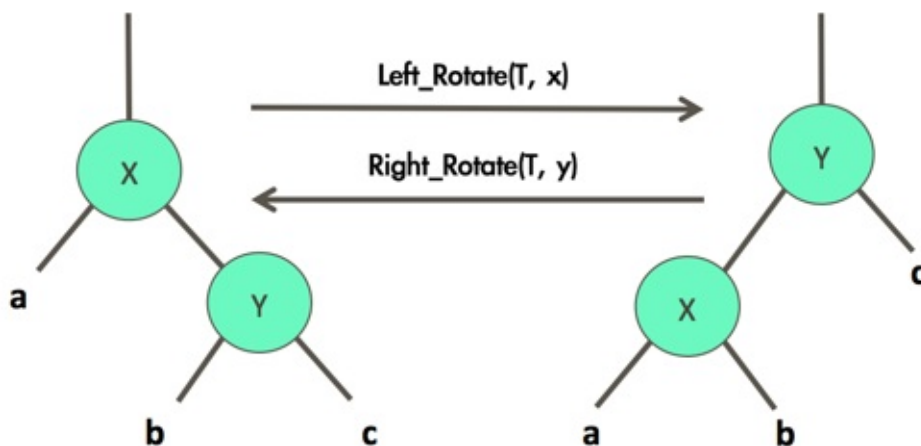 Left_Rotate(T, x)
Right_Rotate(T, y)
X
Y
a
Y
c
b
c
X
a
b